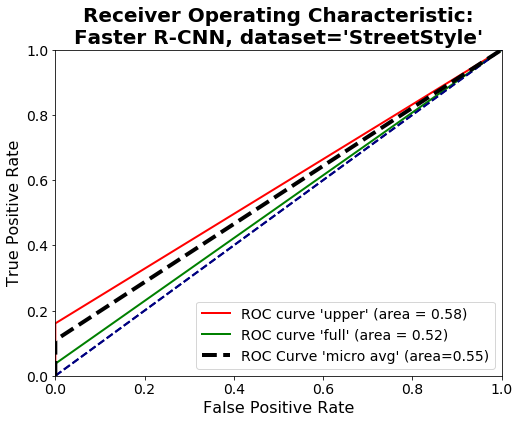 Receiver Operating Characteristic:
Faster R-CNN, dataset='StreetStyle'
1.0
0.8
0.6
0.4
0.2
0.0
True Positive Rate
ROC curve 'upper' (area = 0.58)
ROC curve 'full' (area = 0.52)
ROC Curve 'micro avg' (area=0.55)
0.0 0.2 0.4 0.6 0.8 1.0
False Positive Rate